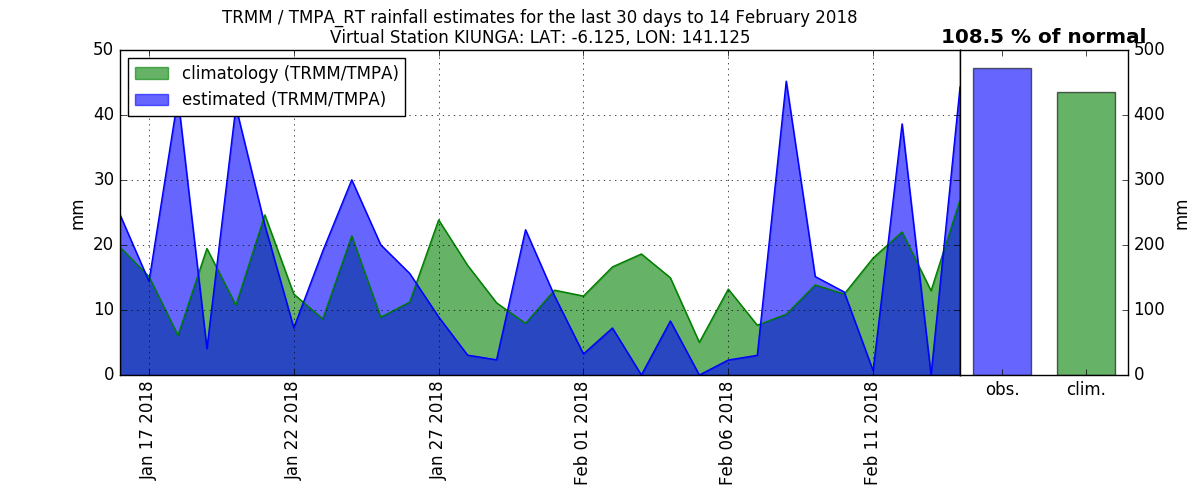 TRMM / TMPA_RT rainfall estimates for the last 30 days to 14 February 2018
Virtual Station KIUNGA: LAT: -6.125, LON: 141.125
108.5 % of normal
climatology (TRMM/TMPA)
estimated (TRMM/TMPA)
50
40
30
20
10
0
mm
500
400
300
200
100
0
mm
Jan 17 2018
Jan 22 2018
Jan 27 2018
Feb 01 2018
Feb 06 2018
Feb 11 2018
obs.
clim.